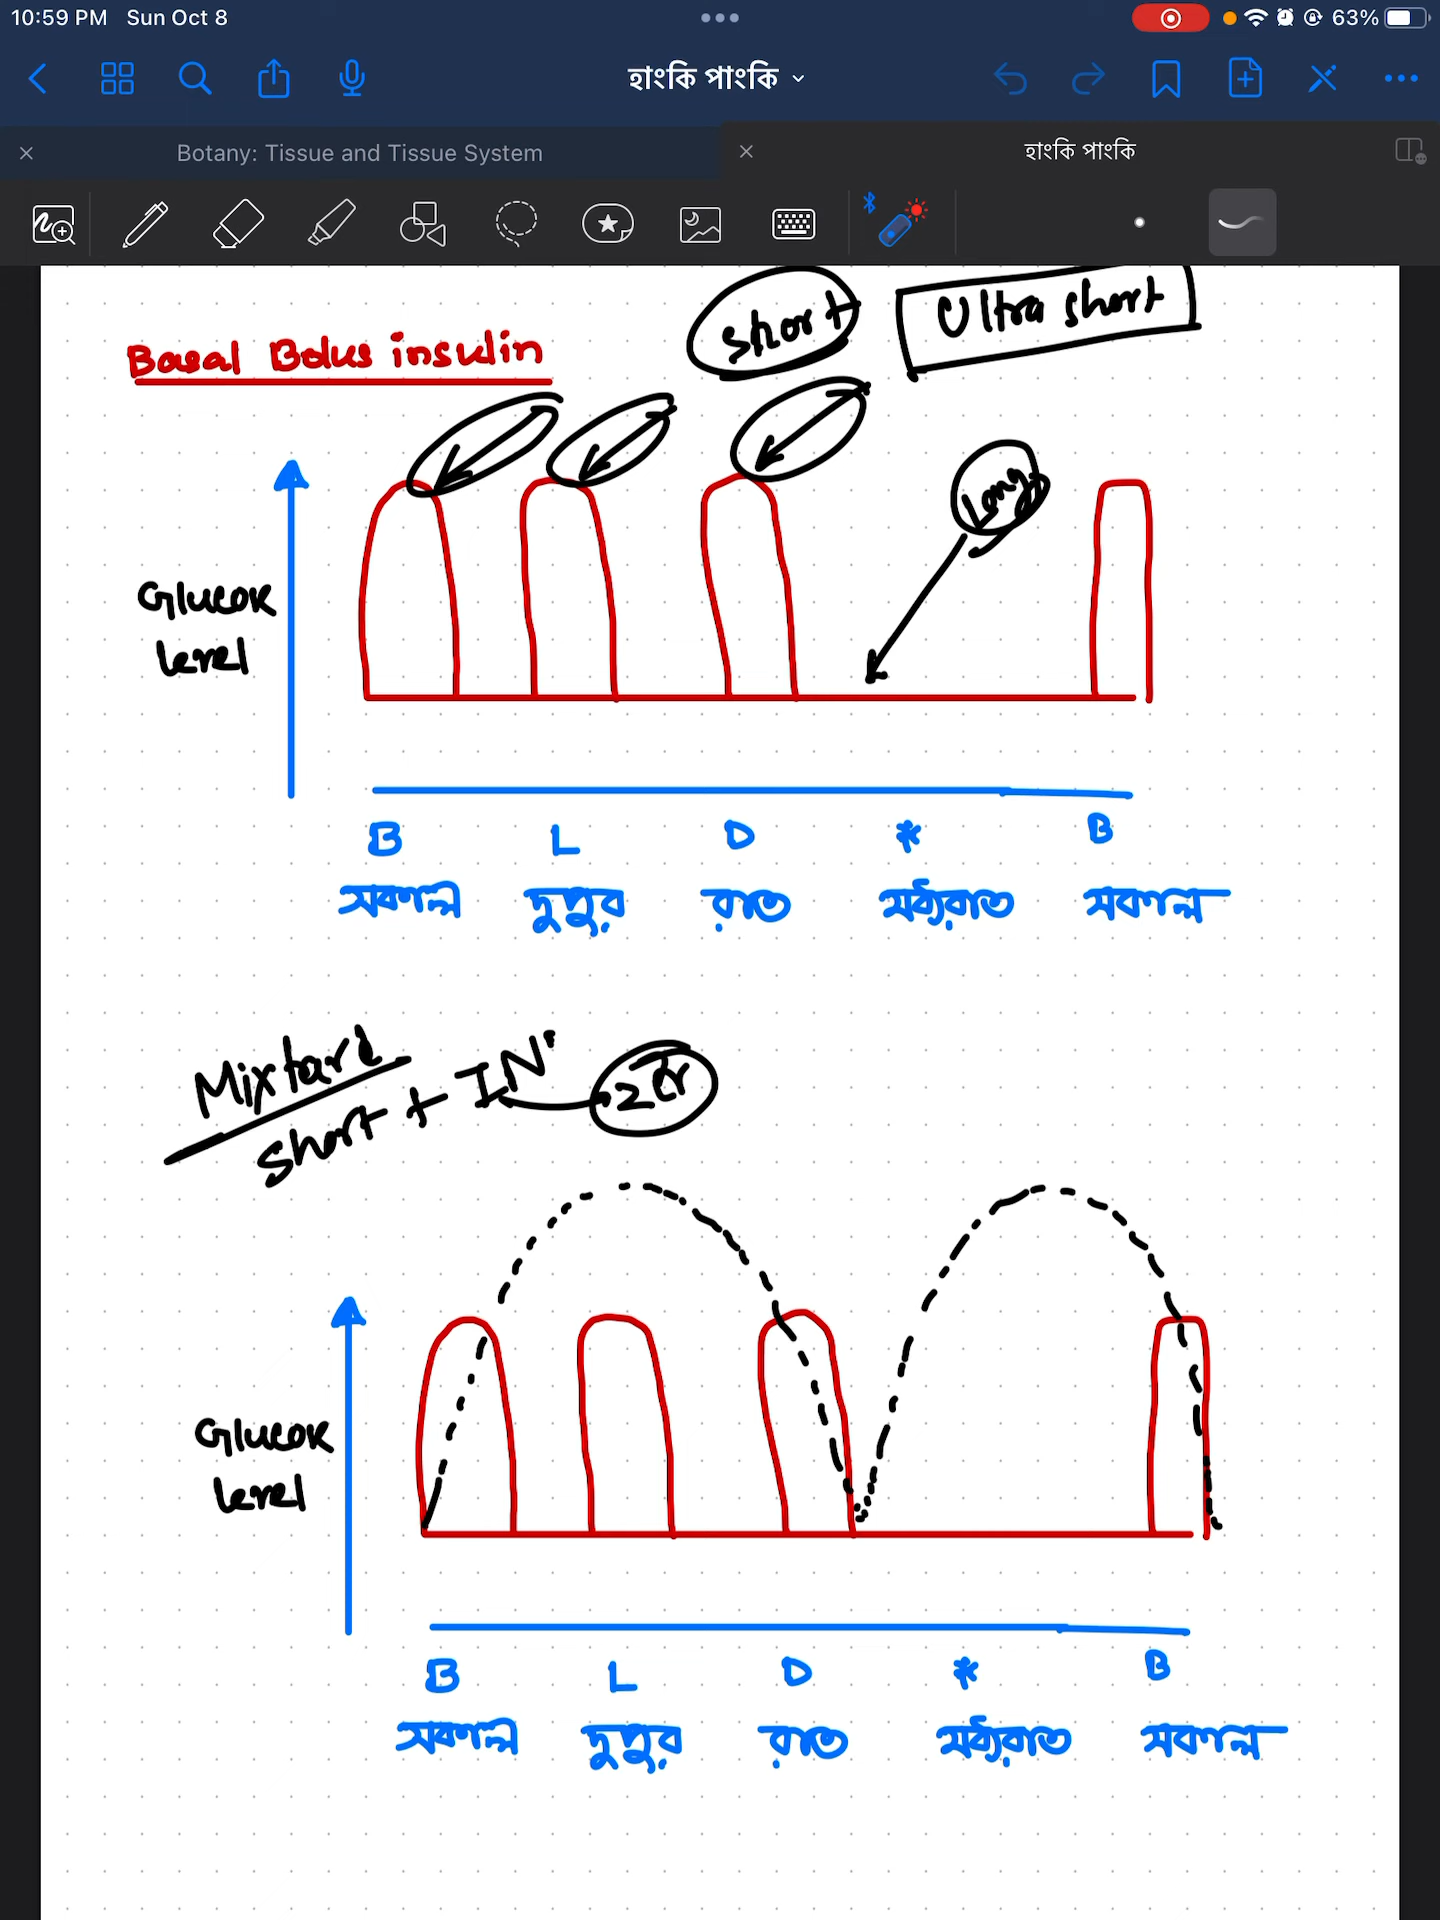 10:59 PM Sun Oct 8
63%
হাংকি পাংকি
Botany: Tissue and Tissue System
হাংকি পাংকি
Short Ultra short
Basal Bolus insulin
Long
Glucose
level
B L D * B
সকাল দুপুর রাত মধ্যরাত সকাল
Mixtard
Short + IN
Glucose
level
B L D * B
সকাল দুপুর রাত মধ্যরাত সকাল